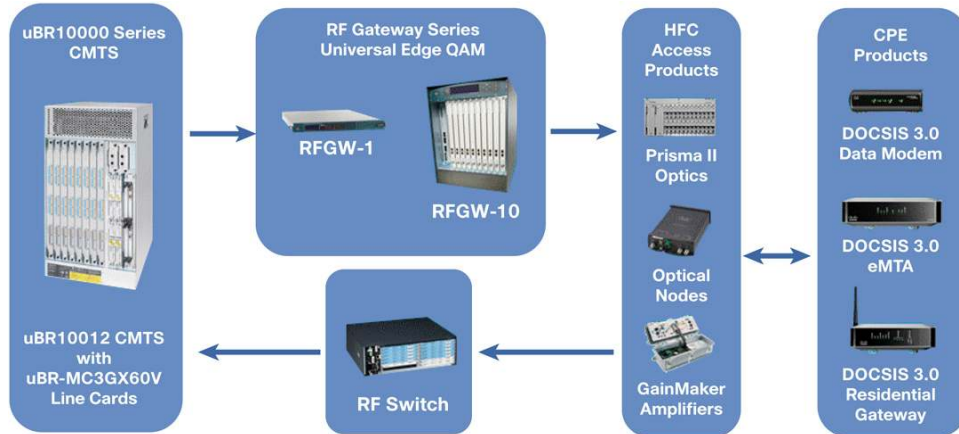 uBR10000 Series
CMTS
uBR10012 CMTS
with
uBR-MC3GX60V
Line Cards
RF Gateway Series
Universal Edge QAM
RFGW-1
RFGW-10
RF Switch
HFC
Access
Products
Prisma II
Optics
Optical
Nodes
GainMaker
Amplifiers
CPE
Products
DOCSIS 3.0
Data Modem
DOCSIS 3.0
eMTA
DOCSIS 3.0
Residential
Gateway